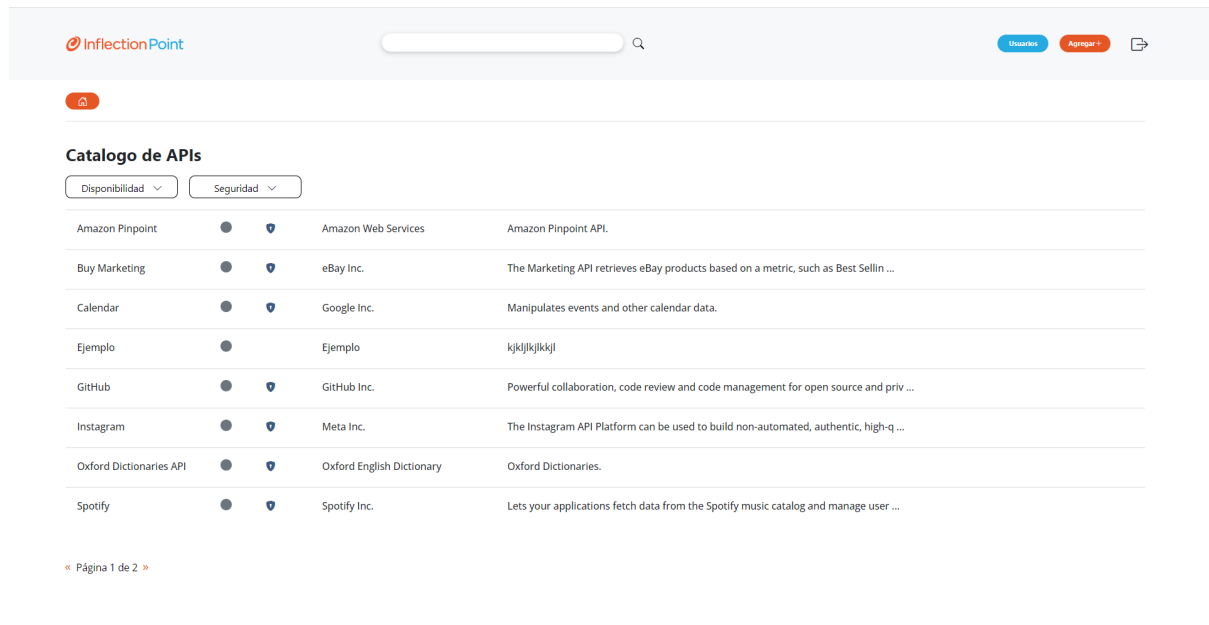 InflectionPoint
Usuarios
Agregar+
Catalogo de APIs
Disponibilidad
Seguridad
Amazon Pinpoint Amazon Web Services Amazon Pinpoint API.
Buy Marketing eBay Inc. The Marketing API retrieves eBay products based on a metric, such as Best Sellin ...
Calendar Google Inc. Manipulates events and other calendar data.
Ejemplo Ejemplo kjkljlkjlkkjl
GitHub GitHub Inc. Powerful collaboration, code review and code management for open source and priv ...
Instagram Meta Inc. The Instagram API Platform can be used to build non-automated, authentic, high-q ...
Oxford Dictionaries API Oxford English Dictionary Oxford Dictionaries.
Spotify Spotify Inc. Lets your applications fetch data from the Spotify music catalog and manage user ...
« Página 1 de 2 »